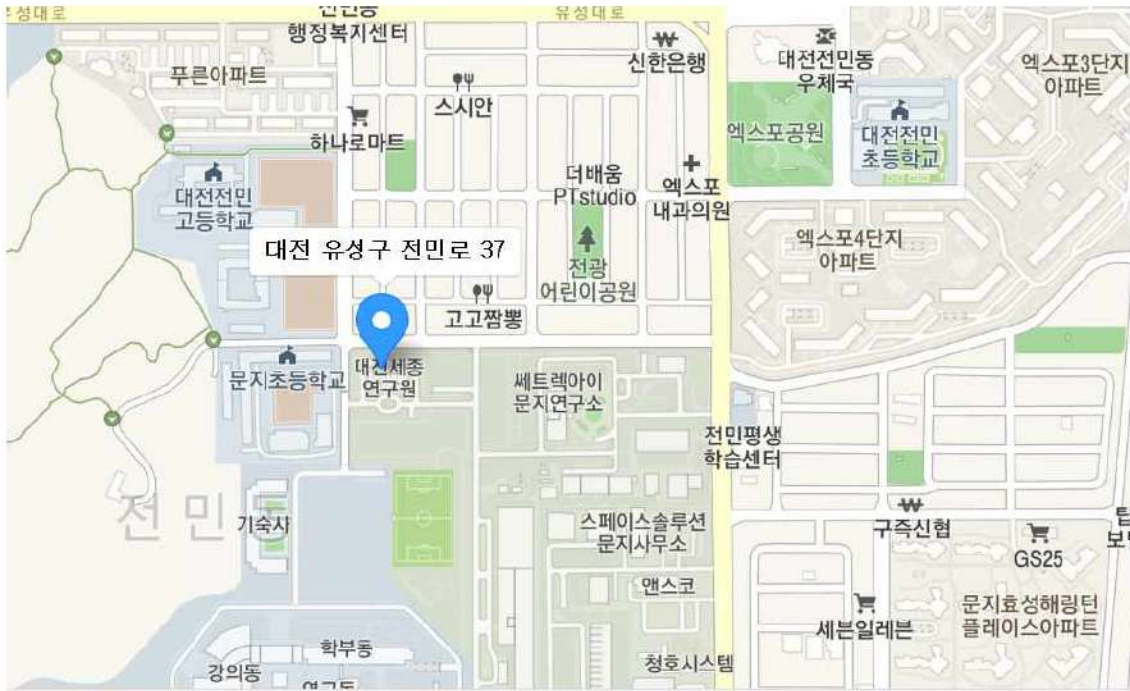 유성대로
행정복지센터
신한은행
대전전민동
우체국
엑스포3단지
아파트
푸른아파트
스시안
하나로마트
엑스포공원
대전전민
초등학교
더배움
PTstudio
엑스포
내과의원
대전전민
고등학교
엑스포4단지
아파트
대전 유성구 전민로 37
전광
어린이공원
고고짬뽕
문지초등학교
대전세종
연구원
쎄트렉아이
문지연구소
전민평생
학습센터
전 민 동
기숙사
스페이스솔루션
문지사무소
구즉신협
GS25
앤스코
세븐일레븐
문지효성해링턴
플레이스아파트
학부동
강의동
청호시스템